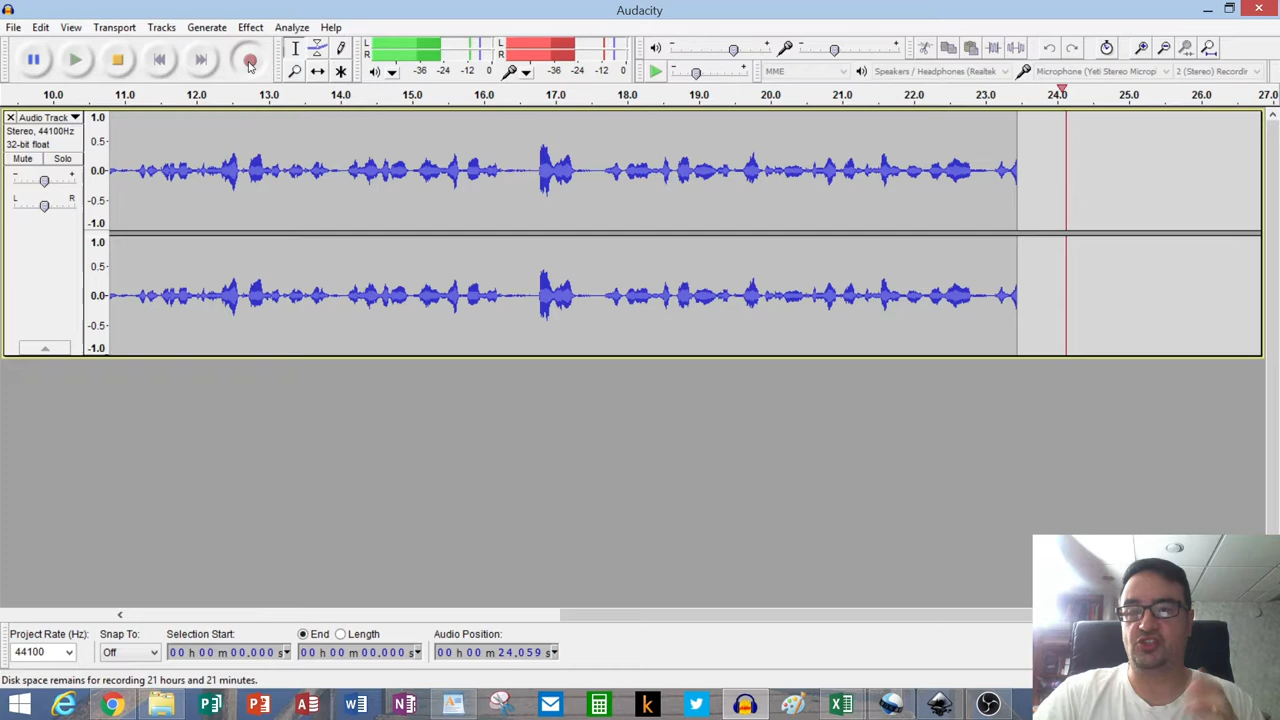 Audacity
File Edit View Transport Tracks Generate Effect Analyze Help
L
R
-36 -24 -12 0
L
R
-36 -24 -12 0
MME
Speakers / Headphones (Realtek
Microphone (Yeti Stereo Microph
2 (Stereo) Recordin
10.0 11.0 12.0 13.0 14.0 15.0 16.0 17.0 18.0 19.0 20.0 21.0 22.0 23.0 24.0 25.0 26.0 27.0
Audio Track
Stereo, 44100Hz
32-bit float
Mute Solo
- +
L R
1.0
0.5
0.0
-0.5
-1.0
1.0
0.5
0.0
-0.5
-1.0
Project Rate (Hz): Snap To: Selection Start: End Length Audio Position:
44100 Off 00 h 00 m 00.000 s 00 h 00 m 00.000 s 00 h 00 m 24.059 s
Disk space remains for recording 21 hours and 21 minutes.